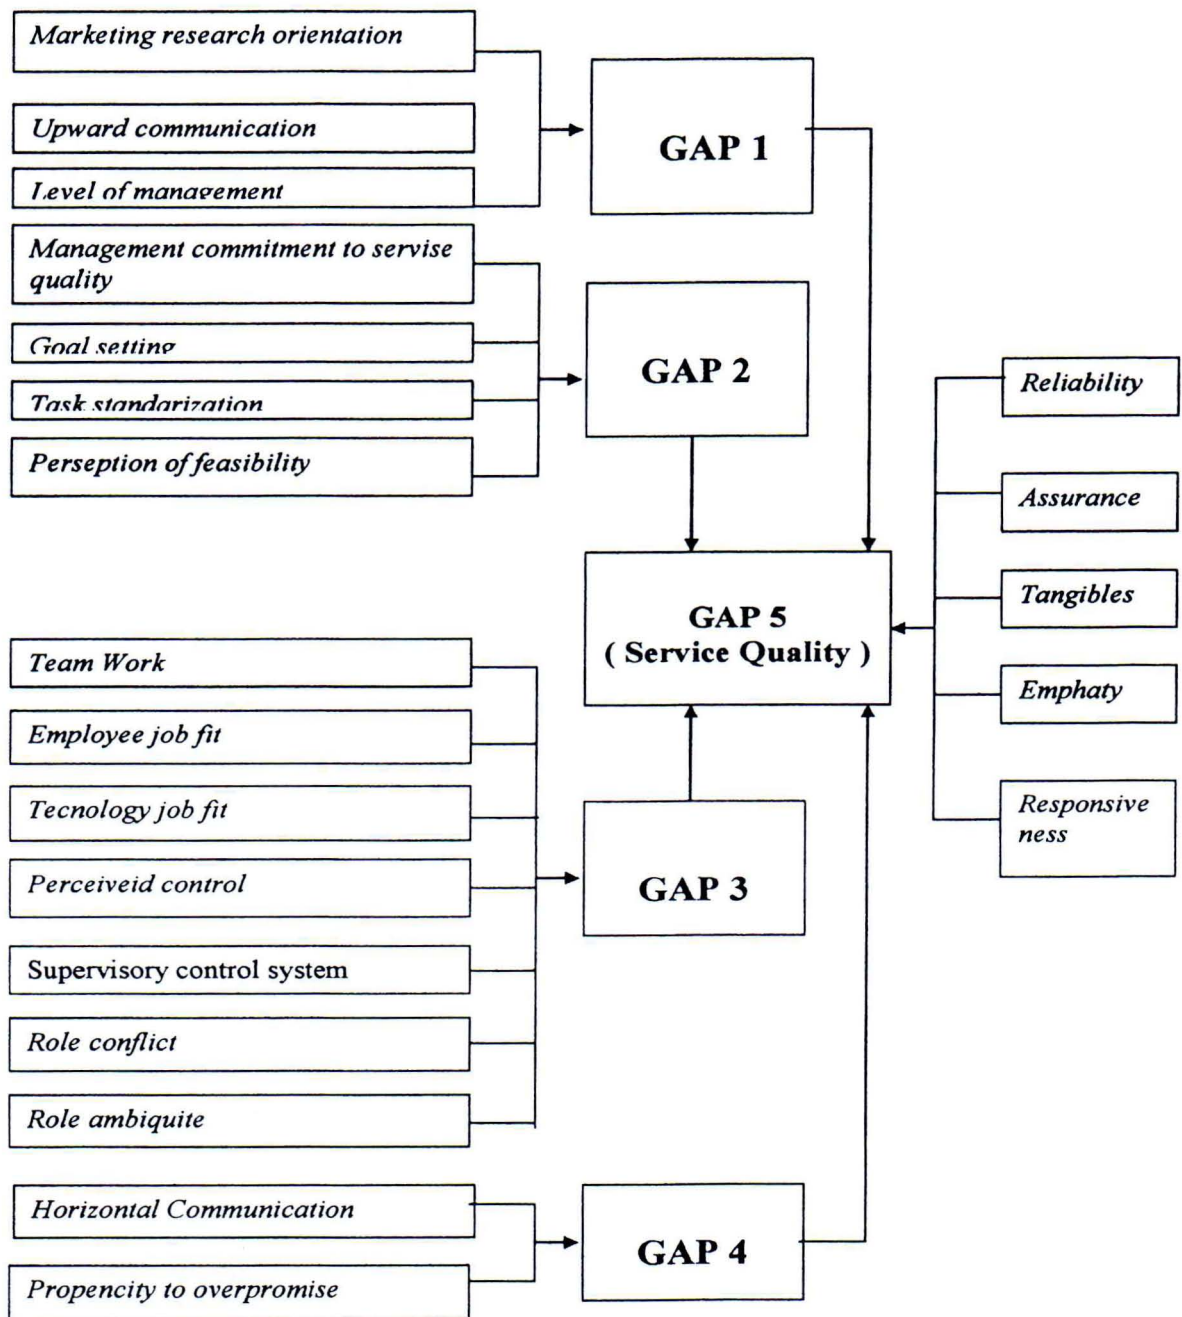 Marketing research orientation
Upward communication
Level of management
Management commitment to servise
quality
Goal setting
Task standarization
Perseption of feasibility
GAP 1
GAP 2
GAP 5
( Service Quality )
Reliability
Assurance
Tangibles
Emphaty
Responsive
ness
Team Work
Employee job fit
Tecnology job fit
Perceiveid control
Supervisory control system
Role conflict
Role ambiquite
GAP 3
Horizontal Communication
Propencity to overpromise
GAP 4